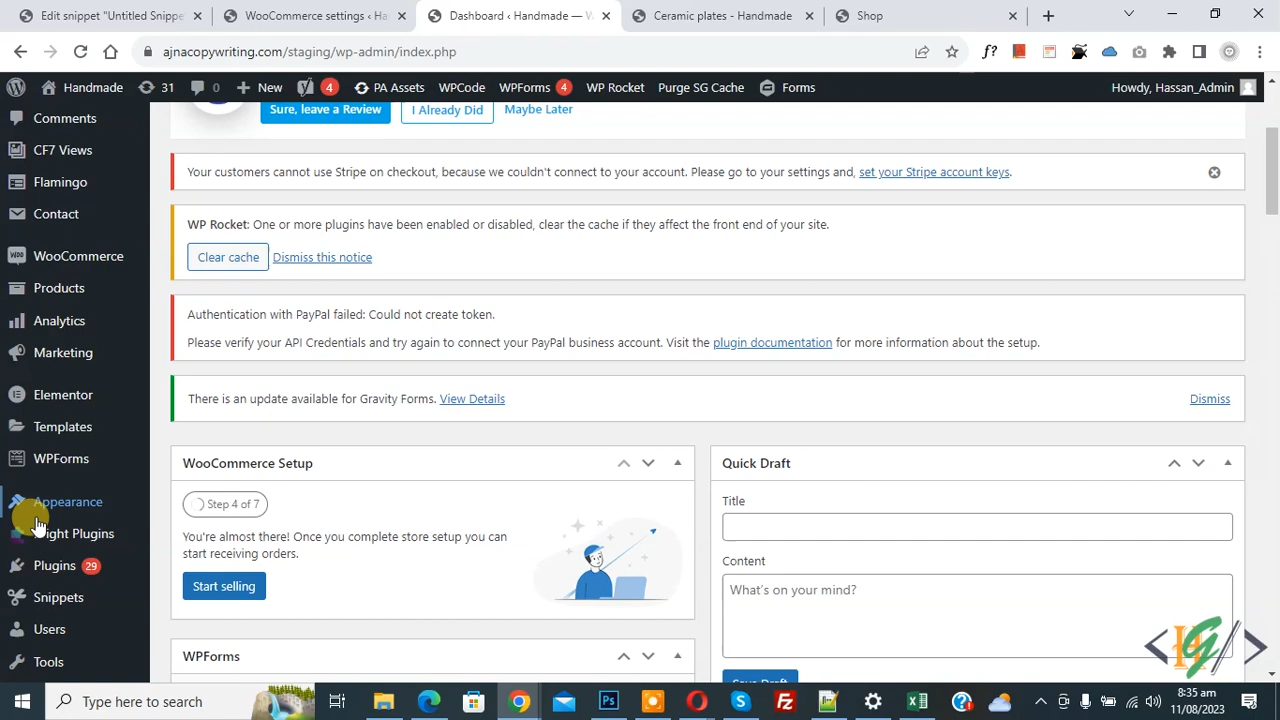 Edit snippet "Untitled Snippe
WooCommerce settings ‹ Ha
Dashboard ‹ Handmade — W
Ceramic plates - Handmade
Shop
ajnacopywriting.com/staging/wp-admin/index.php
Handmade
31
0
New
4
PA Assets
WPCode
WPForms
4
WP Rocket
Purge SG Cache
Forms
Howdy, Hassan_Admin
Comments
CF7 Views
Flamingo
Contact
WooCommerce
Products
Analytics
Marketing
Elementor
Templates
WPForms
Appearance
ight Plugins
Plugins 29
Snippets
Users
Tools
Sure, leave a Review
I Already Did
Maybe Later
Your customers cannot use Stripe on checkout, because we couldn't connect to your account. Please go to your settings and, set your Stripe account keys.
WP Rocket: One or more plugins have been enabled or disabled, clear the cache if they affect the front end of your site.
Clear cache
Dismiss this notice
Authentication with PayPal failed: Could not create token.
Please verify your API Credentials and try again to connect your PayPal business account. Visit the plugin documentation for more information about the setup.
There is an update available for Gravity Forms. View Details
Dismiss
WooCommerce Setup
Step 4 of 7
You're almost there! Once you complete store setup you can
start receiving orders.
Start selling
WPForms
Quick Draft
Title
Content
What's on your mind?
Save Draft
Type here to search
8:35 am
11/08/2023